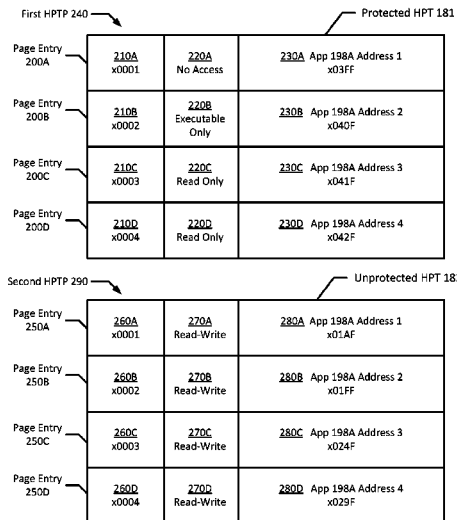 First HPTP 240
Protected HPT 181
Page Entry
200A
210A
x0001
220A
No Access
230A App 198A Address 1
x03FF
Page Entry
200B
210B
x0002
220B
Executable
Only
230B App 198A Address 2
x040F
Page Entry
200C
210C
x0003
220C
Read Only
230C App 198A Address 3
x041F
Page Entry
200D
210D
x0004
220D
Read Only
230D App 198A Address 4
x042F
Second HPTP 290
Unprotected HPT 183
Page Entry
250A
260A
x0001
270A
Read-Write
280A App 198A Address 1
x01AF
Page Entry
250B
260B
x0002
270B
Read-Write
280B App 198A Address 2
x01FF
Page Entry
250C
260C
x0003
270C
Read-Write
280C App 198A Address 3
x024F
Page Entry
250D
260D
x0004
270D
Read-Write
280D App 198A Address 4
x029F